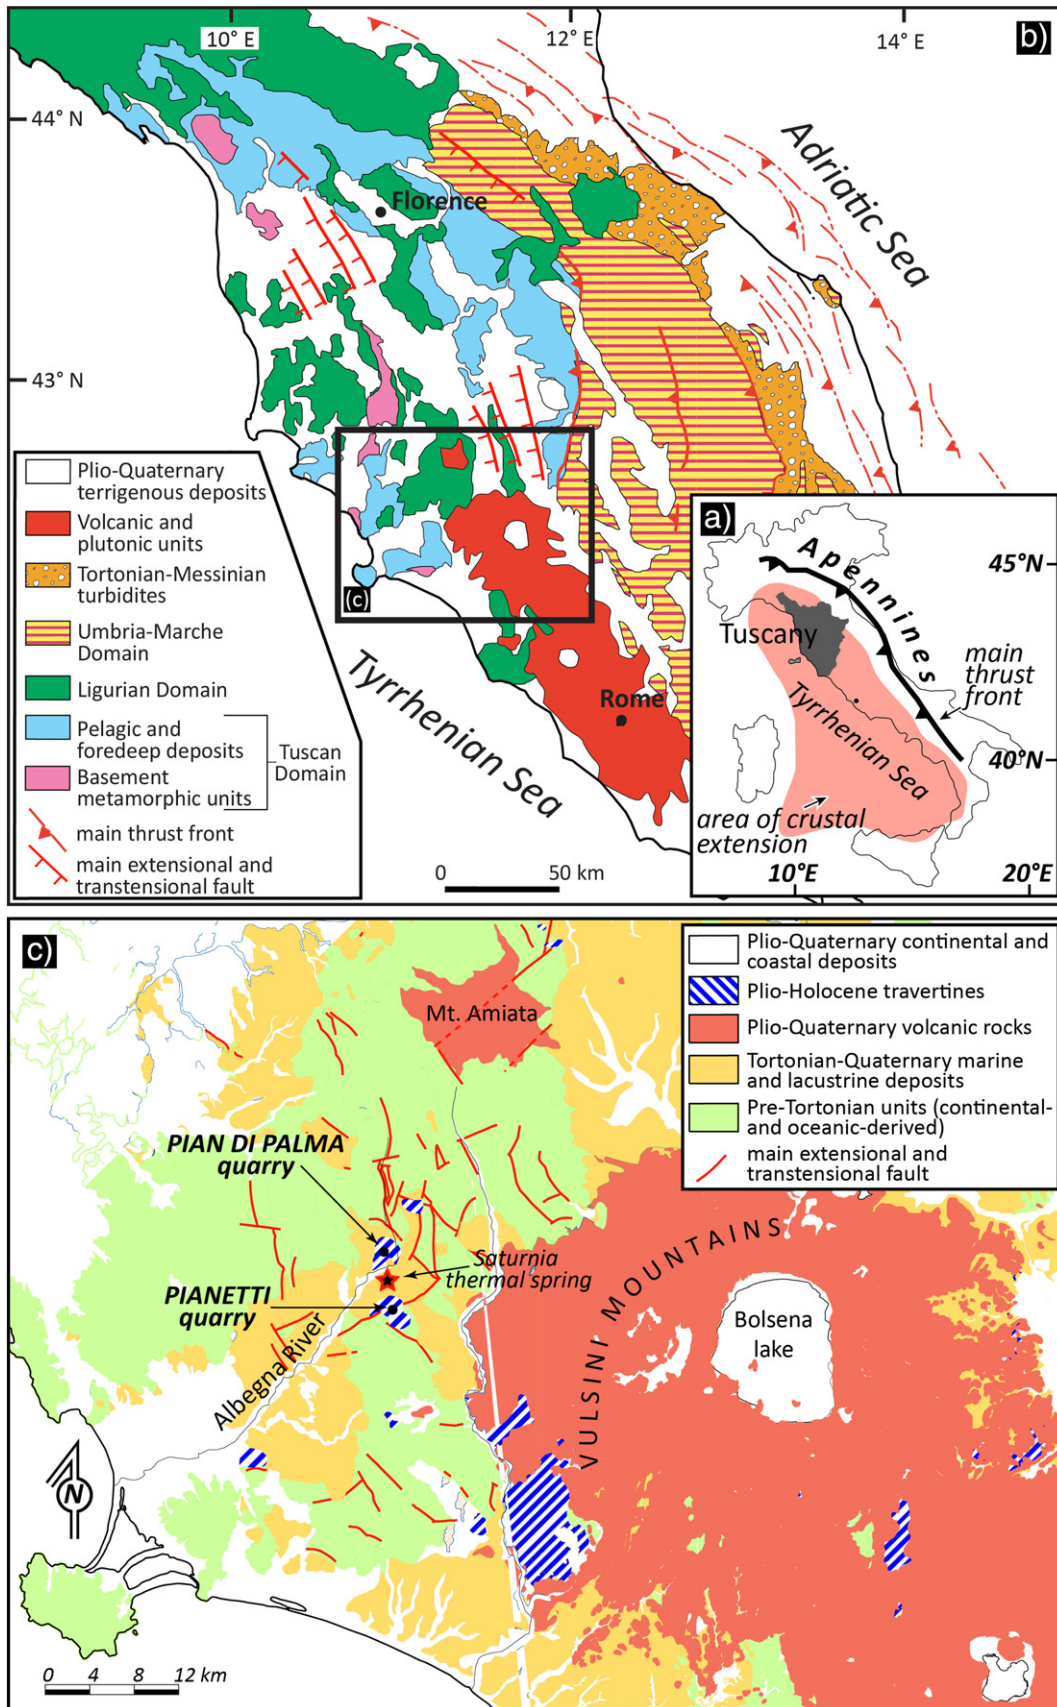 10° E
12° E
14° E
b)
44° N
43° N
Adriatic Sea
Florence
(c)
Tyrrhenian Sea
Rome
0 50 km
Plio-Quaternary
terrigenous deposits
Volcanic and
plutonic units
Tortonian-Messinian
turbidites
Umbria-Marche
Domain
Ligurian Domain
Pelagic and
foredeep deposits
Basement
metamorphic units
Tuscan
Domain
main thrust front
main extensional and
transtensional fault
a)
Apennines
45°N
Tuscany
main
thrust
front
Tyrrhenian Sea
40°N
area of crustal
extension
10°E
20°E
c)
Plio-Quaternary continental and
coastal deposits
Plio-Holocene travertines
Plio-Quaternary volcanic rocks
Tortonian-Quaternary marine
and lacustrine deposits
Pre-Tortonian units (continental-
and oceanic-derived)
main extensional and
transtensional fault
Mt. Amiata
PIAN DI PALMA
quarry
Saturnia
thermal spring
PIANETTI
quarry
Albegna River
VULSINI MOUNTAINS
Bolsena
lake
N
0 4 8 12 km